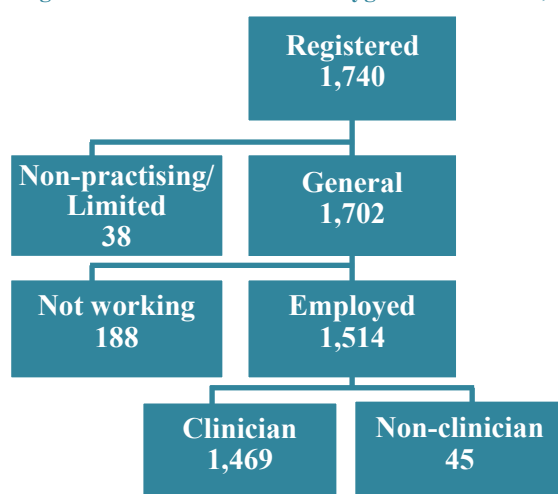 Registered
1,740
Non-practising/
Limited
38
General
1,702
Not working
188
Employed
1,514
Clinician
1,469
Non-clinician
45